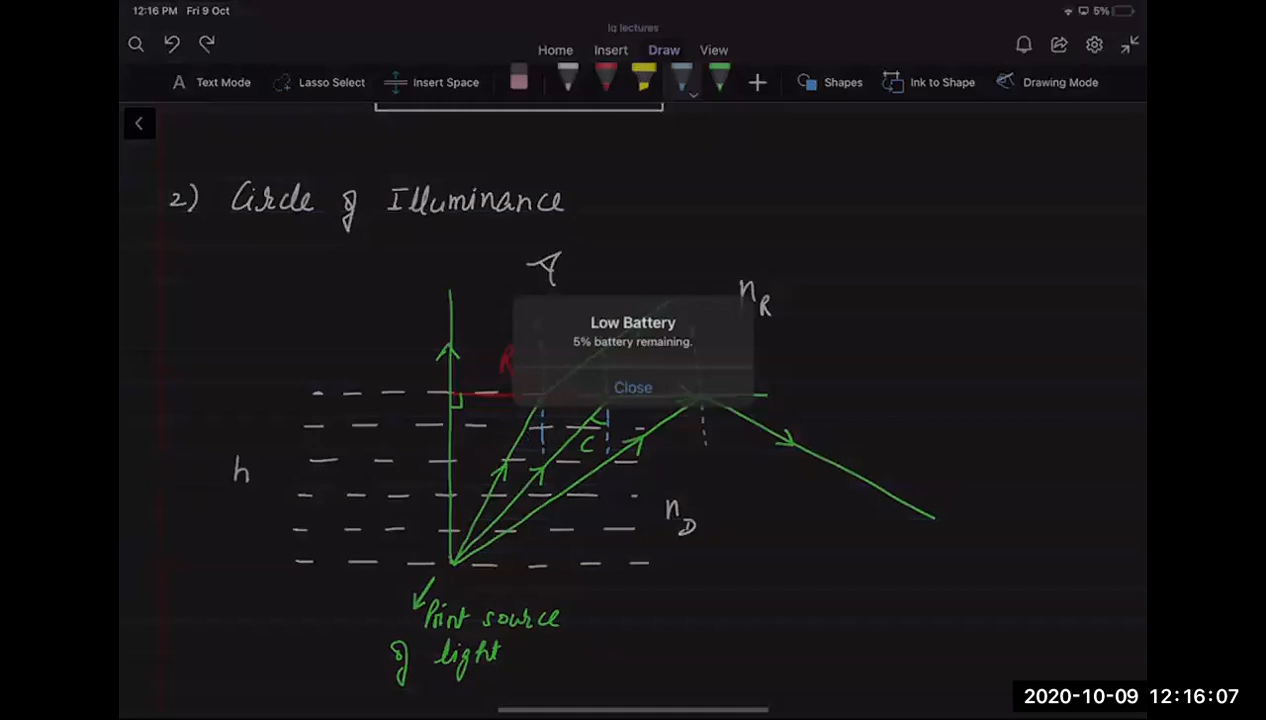 12:16 PM Fri 9 Oct
5%
lq lectures
Home Insert Draw View
A Text Mode Lasso Select Insert Space Shapes Ink to Shape Drawing Mode
2) Circle of Illuminance
n_R
Low Battery
5% battery remaining.
R
Close
C
h
n_D
Point source
of light
2020-10-09 12:16:07